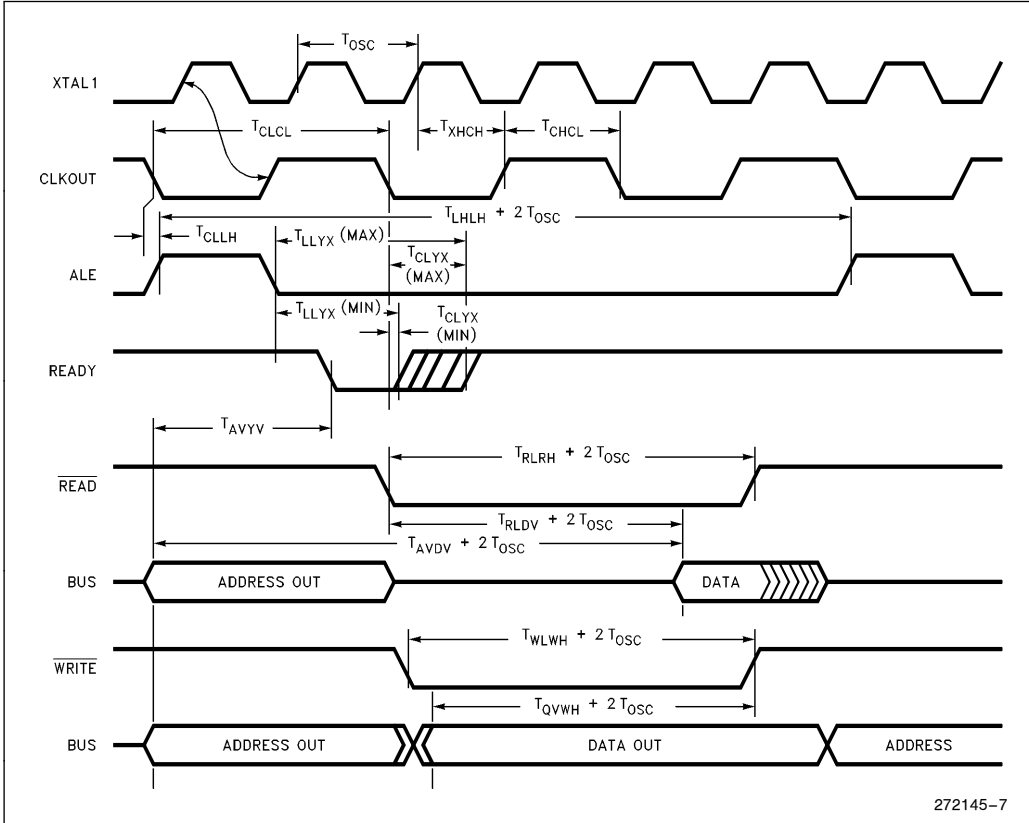 T_OSC
XTAL1
T_CLCL
T_XHCH
T_CHCL
CLKOUT
T_LHLH + 2 T_OSC
T_CLLH
T_LLYX (MAX)
T_CLYX
(MAX)
ALE
T_LLYX (MIN)
T_CLYX
(MIN)
READY
T_AVYV
T_RLRH + 2 T_OSC
READ
T_RLDV + 2 T_OSC
T_AVDV + 2 T_OSC
BUS
ADDRESS OUT
DATA
T_WLWH + 2 T_OSC
WRITE
T_QVWH + 2 T_OSC
BUS
ADDRESS OUT
DATA OUT
ADDRESS
272145-7